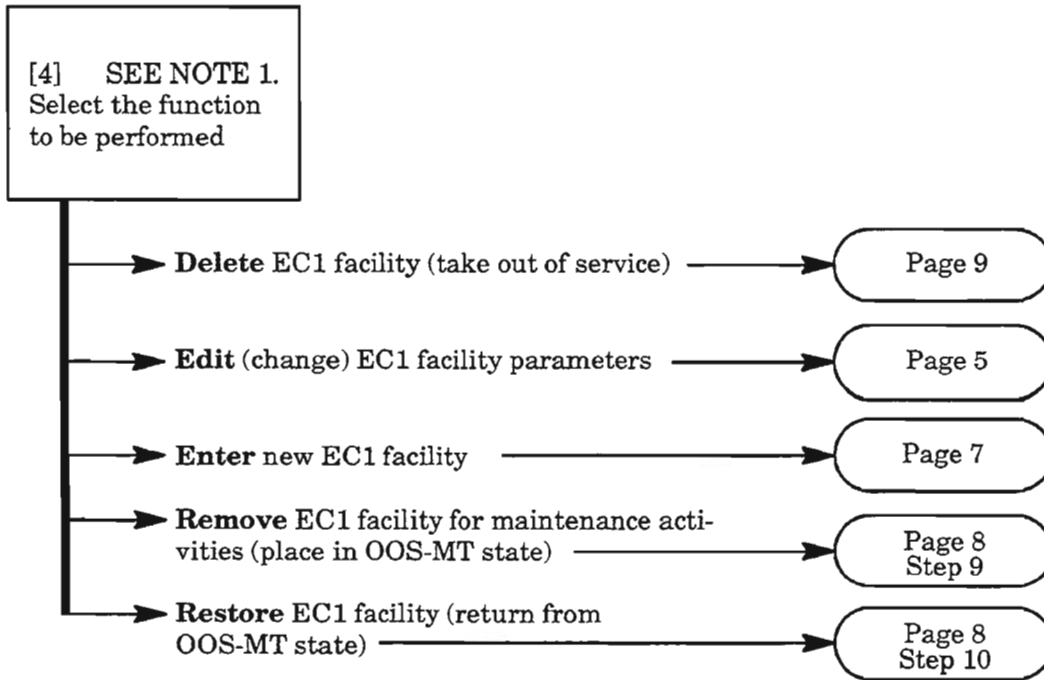 [4] SEE NOTE 1.
Select the function
to be performed
Delete EC1 facility (take out of service)
Page 9
Edit (change) EC1 facility parameters
Page 5
Enter new EC1 facility
Page 7
Remove EC1 facility for maintenance acti-
vities (place in OOS-MT state)
Page 8
Step 9
Restore EC1 facility (return from
OOS-MT state)
Page 8
Step 10